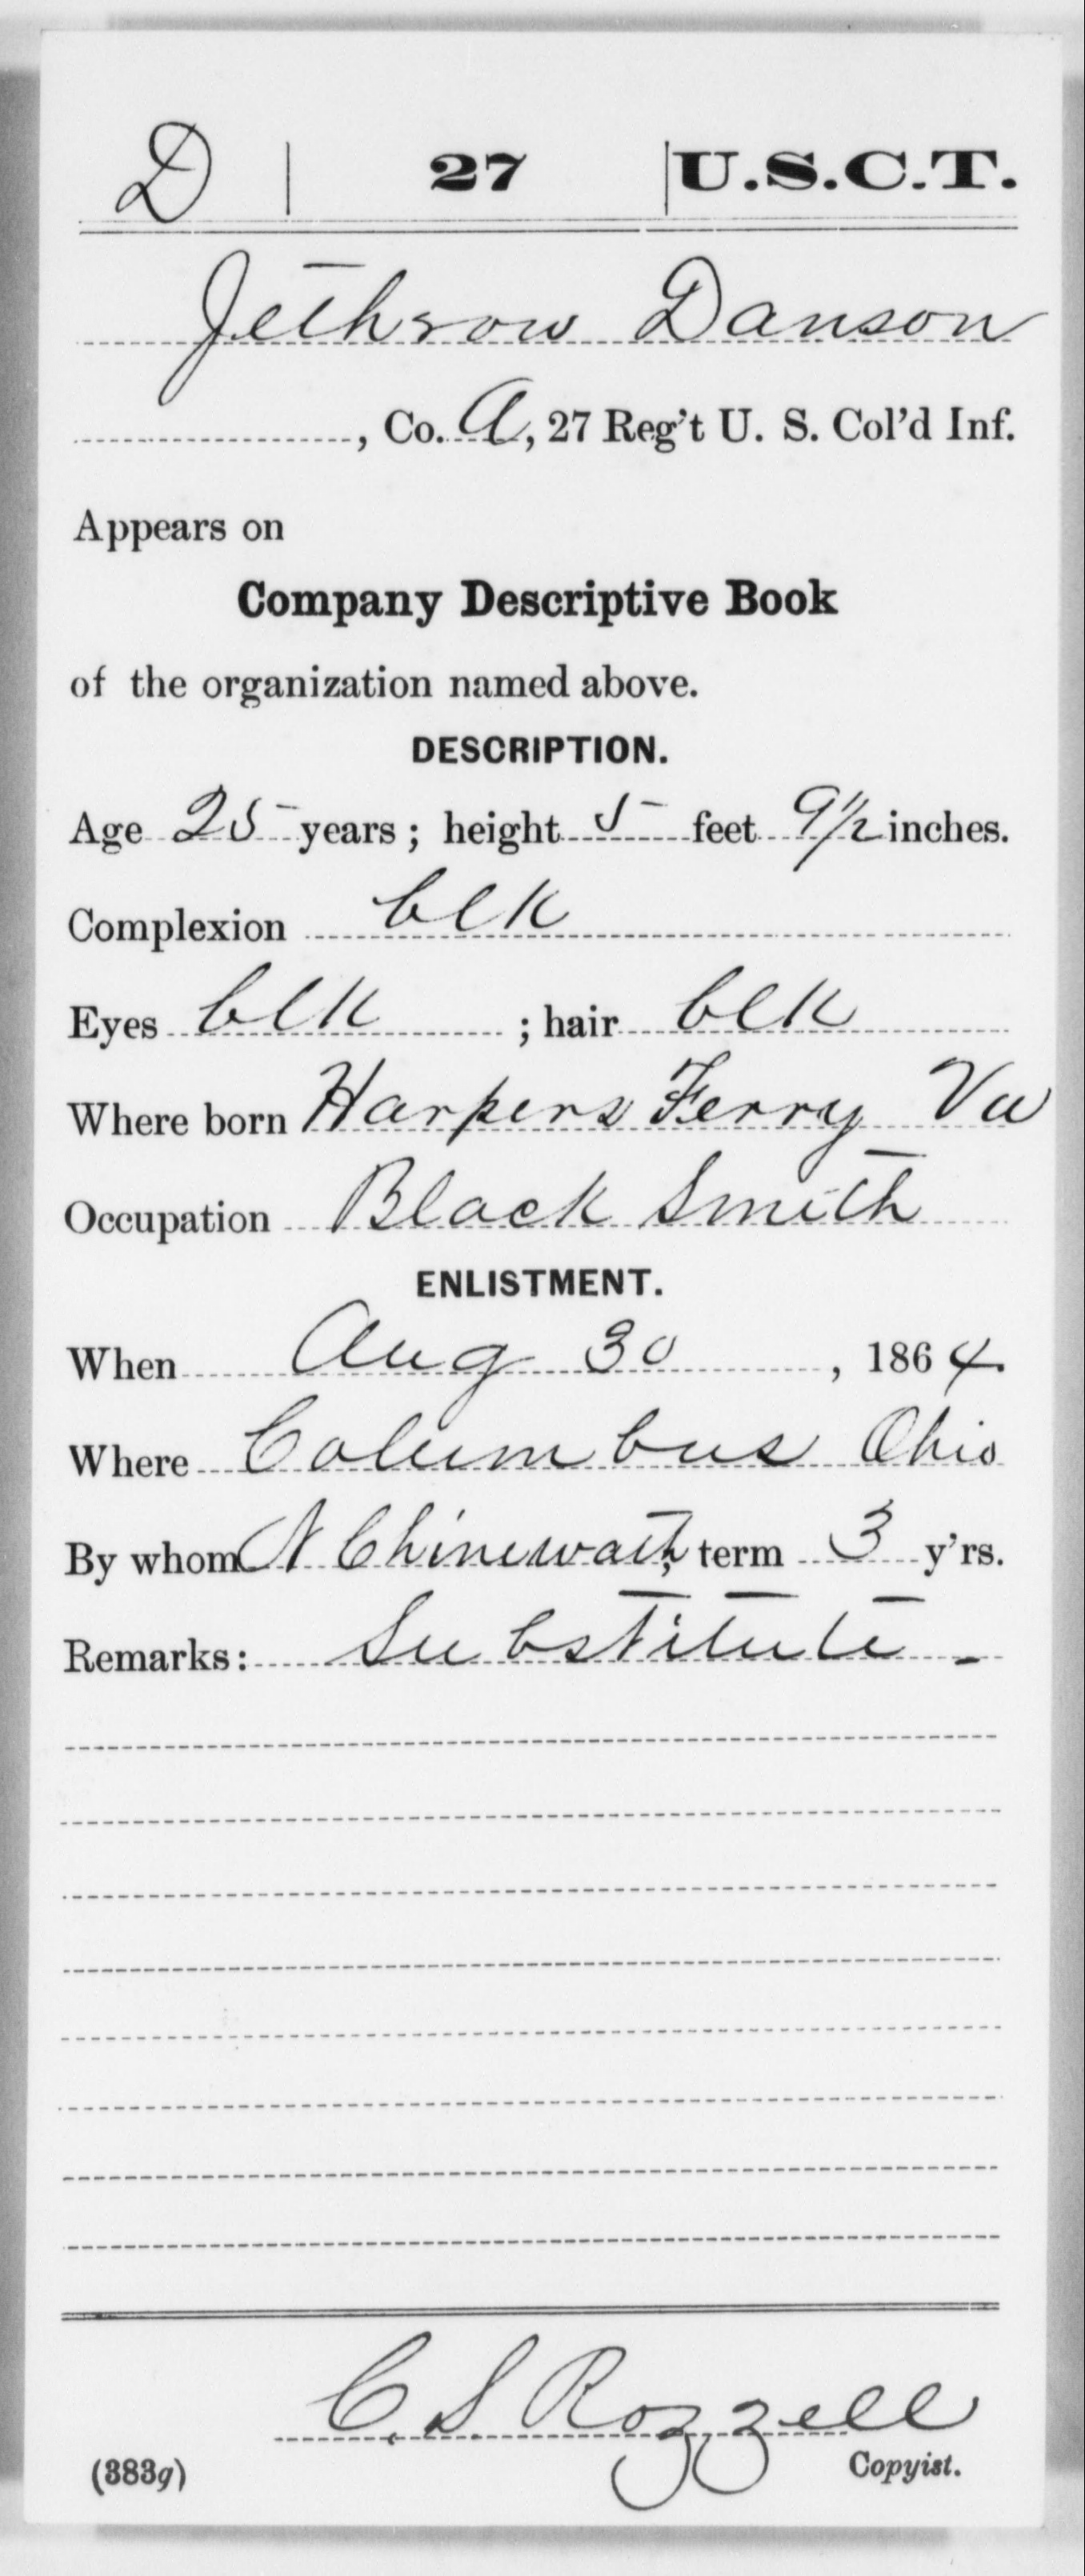 D | 27 | U.S.C.T.
Jethrow Danson
, Co. A, 27 Reg't U. S. Col'd Inf.
Appears on
Company Descriptive Book
of the organization named above.
DESCRIPTION.
Age 25 years; height 5 feet 9 1/2 inches.
Complexion blk
Eyes blk ; hair blk
Where born Harpers Ferry Va
Occupation Black Smith
ENLISTMENT.
When Aug 30, 1864.
Where Columbus Ohio
By whom N Chinewath; term 3 y'rs.
Remarks: Substitute -
C. S. Rozzell
(383g) Copyist.